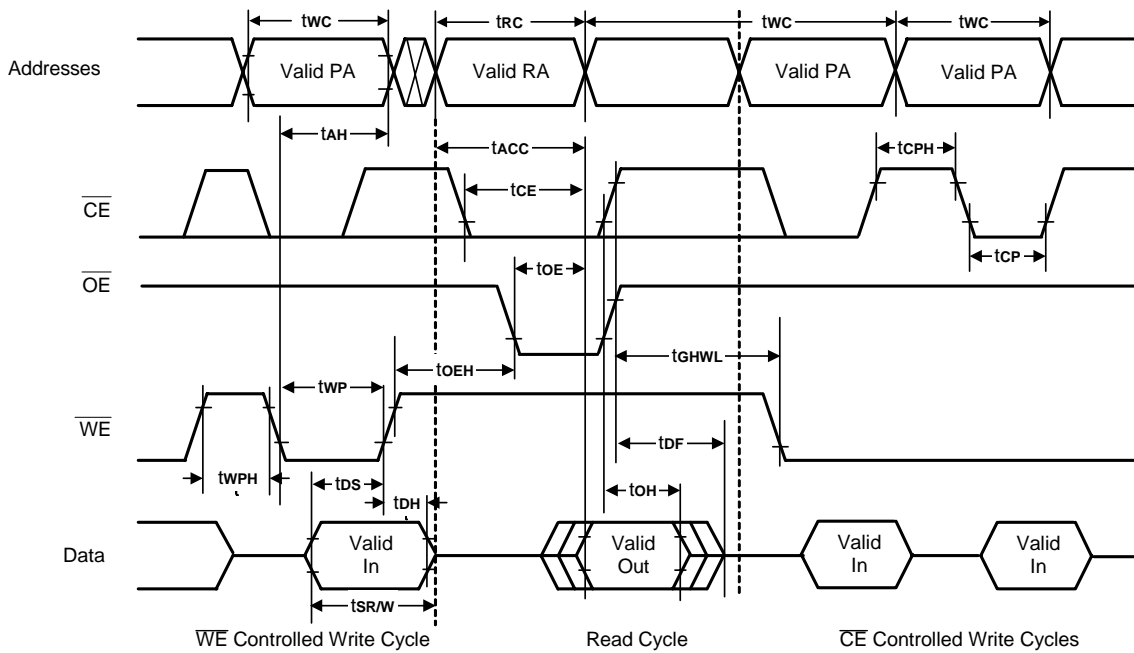 tWC tRC tWC tWC
Addresses Valid PA Valid RA Valid PA Valid PA
tAH tACC tCPH
tCE
CE
tOE tCP
OE
tGHWL
tOEH
tWP
WE
tDF
tWPH tDS tOH
tDH
Data Valid In Valid Out Valid In Valid In
tSR/W
WE Controlled Write Cycle Read Cycle CE Controlled Write Cycles